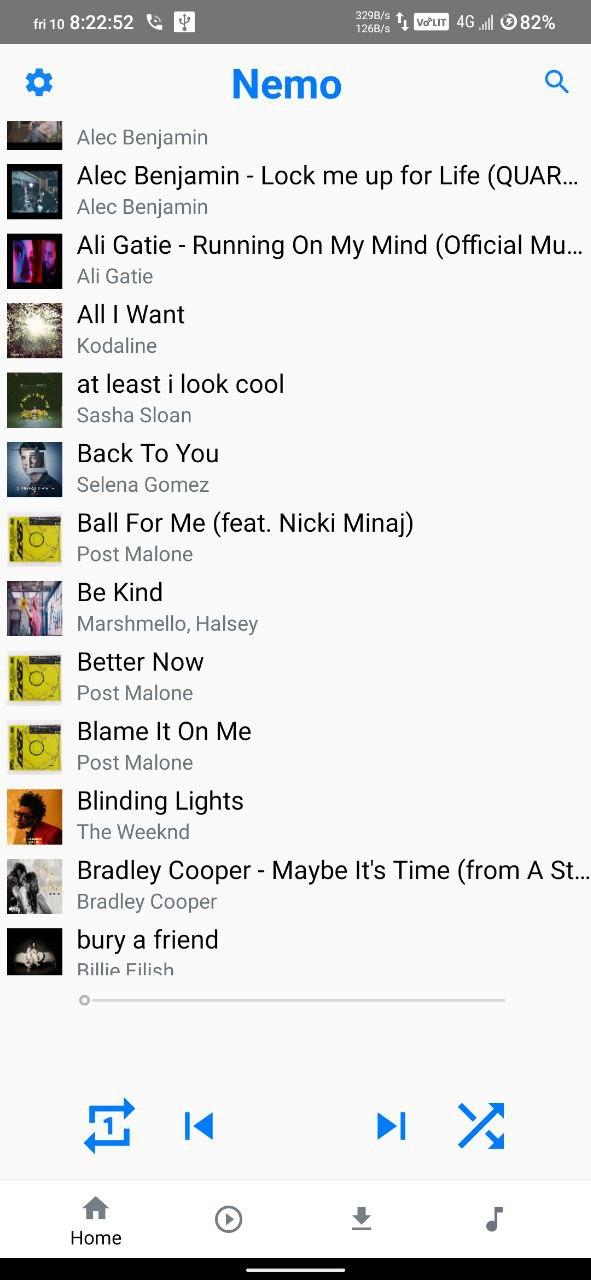 fri 10 8:22:52 329B/s 126B/s VoLIT 4G 82%
Nemo
Alec Benjamin
Alec Benjamin - Lock me up for Life (QUAR...
Alec Benjamin
Ali Gatie - Running On My Mind (Official Mu...
Ali Gatie
All I Want
Kodaline
at least i look cool
Sasha Sloan
Back To You
Selena Gomez
Ball For Me (feat. Nicki Minaj)
Post Malone
Be Kind
Marshmello, Halsey
Better Now
Post Malone
Blame It On Me
Post Malone
Blinding Lights
The Weeknd
Bradley Cooper - Maybe It's Time (from A St...
Bradley Cooper
bury a friend
Billie Eilish
1
Home